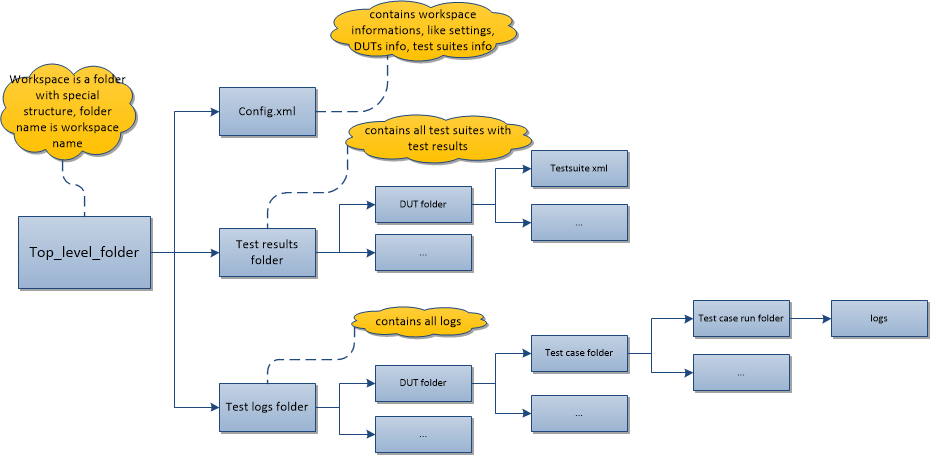 contains workspace
informations, like settings,
DUTs info, test suites info
Workspace is a folder
with special
structure, folder
name is workspace
name
Config.xml
contains all test suites with
test results
Testsuite xml
DUT folder
...
Top_level_folder
Test results
folder
...
contains all logs
Test case run folder
logs
Test case folder
...
DUT folder
Test logs folder
...
...